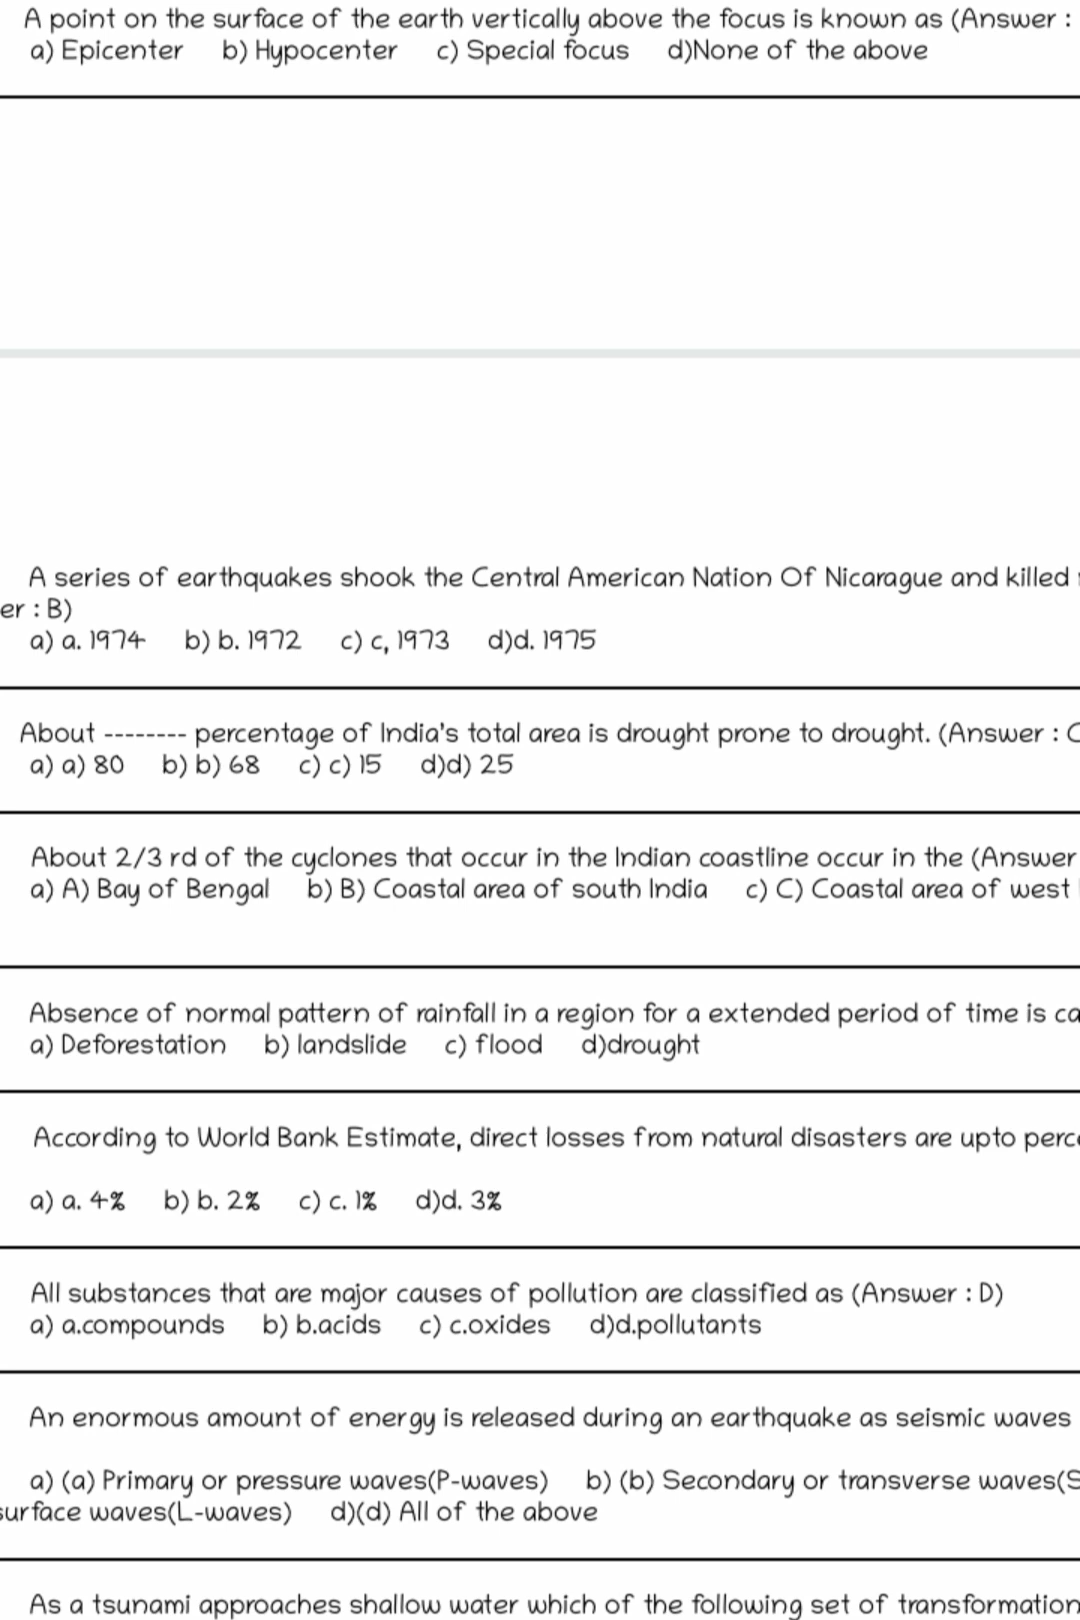 A point on the surface of the earth vertically above the focus is known as (Answer :
a) Epicenter b) Hypocenter c) Special focus d)None of the above
A series of earthquakes shook the Central American Nation Of Nicarague and killed
er : B)
a) a. 1974 b) b. 1972 c) c, 1973 d)d. 1975
About -------- percentage of India's total area is drought prone to drought. (Answer :
a) a) 80 b) b) 68 c) c) 15 d)d) 25
About 2/3 rd of the cyclones that occur in the Indian coastline occur in the (Answer
a) A) Bay of Bengal b) B) Coastal area of south India c) C) Coastal area of west
Absence of normal pattern of rainfall in a region for a extended period of time is ca
a) Deforestation b) landslide c) flood d)drought
According to World Bank Estimate, direct losses from natural disasters are upto perc
a) a. 4% b) b. 2% c) c. 1% d)d. 3%
All substances that are major causes of pollution are classified as (Answer : D)
a) a.compounds b) b.acids c) c.oxides d)d.pollutants
An enormous amount of energy is released during an earthquake as seismic waves
a) (a) Primary or pressure waves(P-waves) b) (b) Secondary or transverse waves(S
surface waves(L-waves) d)(d) All of the above
As a tsunami approaches shallow water which of the following set of transformation